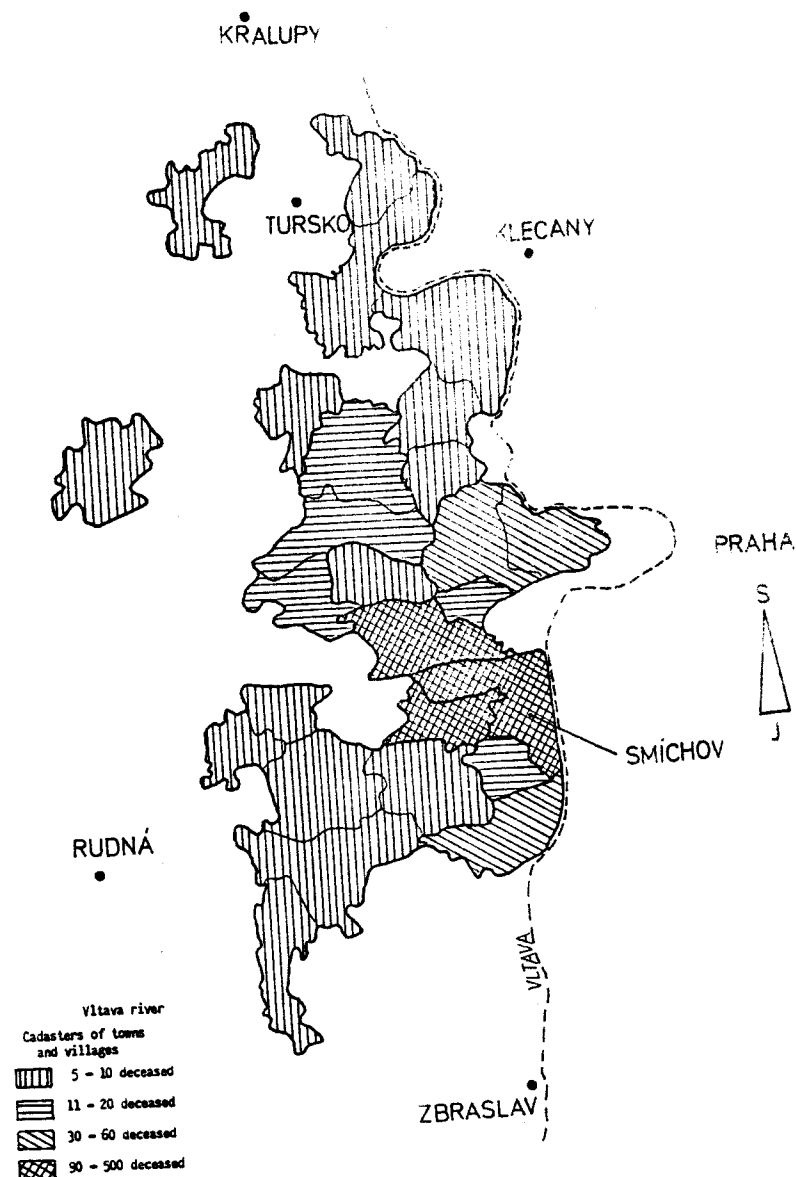 KRALUPY
TURSKO
KLECANY
PRAHA
S
J
SMÍCHOV
RUDNÁ
VLTAVA
ZBRASLAV
Vltava river
Cadasters of towns
and villages
5 - 10 deceased
11 - 20 deceased
30 - 60 deceased
90 - 500 deceased